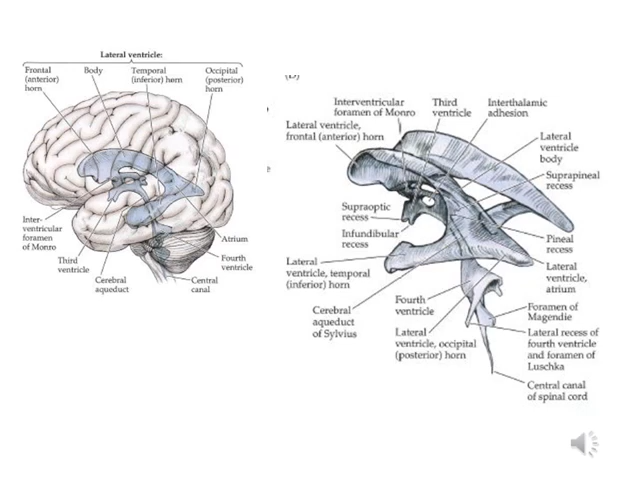 Lateral ventricle:
Frontal
(anterior)
horn
Body
Temporal
(inferior) horn
Occipital
(posterior)
horn
Inter-
ventricular
foramen
of Monro
Third
ventricle
Cerebral
aqueduct
Atrium
Fourth
ventricle
Central
canal
Interventricular
foramen of Monro
Third
ventricle
Interthalamic
adhesion
Lateral ventricle,
frontal (anterior) horn
Lateral
ventricle
body
Suprapineal
recess
Supraoptic
recess
Infundibular
recess
Pineal
recess
Lateral
ventricle, temporal
(inferior) horn
Lateral
ventricle,
atrium
Cerebral
aqueduct
of Sylvius
Fourth
ventricle
Lateral
ventricle, occipital
(posterior) horn
Foramen of
Magendie
Lateral recess of
fourth ventricle
and foramen of
Luschka
Central canal
of spinal cord